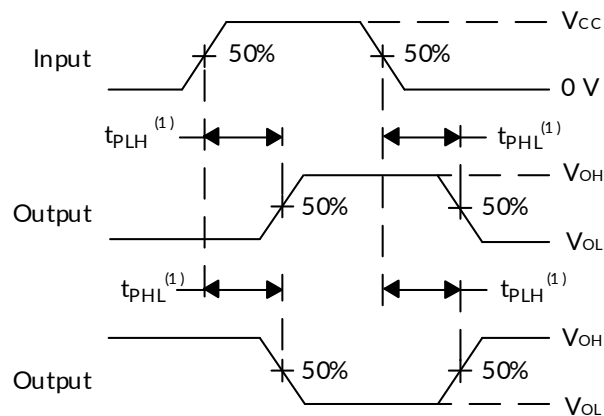 VCC
Input 50% 50%
0 V
tPLH(1) tPHL(1)
VOH
Output 50% 50%
VOL
tPHL(1) tPLH(1)
VOH
Output 50% 50%
VOL